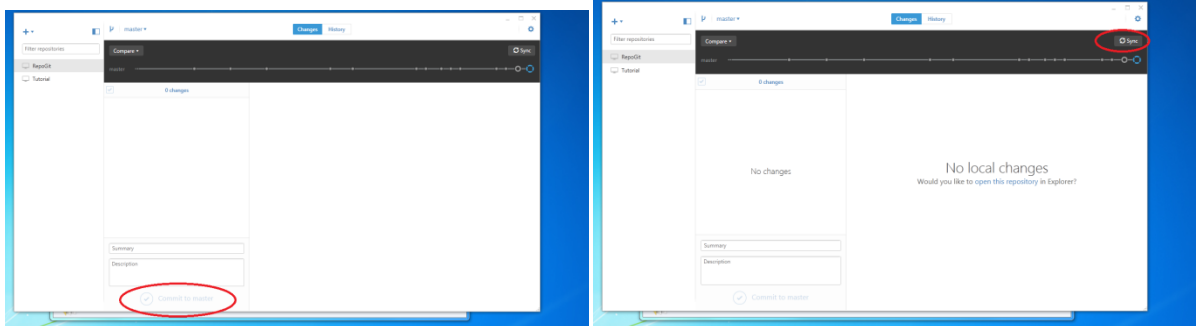 master
Changes
History
Filter repositories
Compare
Sync
RepoGit
master
Tutorial
0 changes
Summary
Description
Commit to master
master
Changes
History
Filter repositories
Compare
Sync
RepoGit
master
Tutorial
0 changes
No changes
No local changes
Would you like to open this repository in Explorer?
Summary
Description
Commit to master